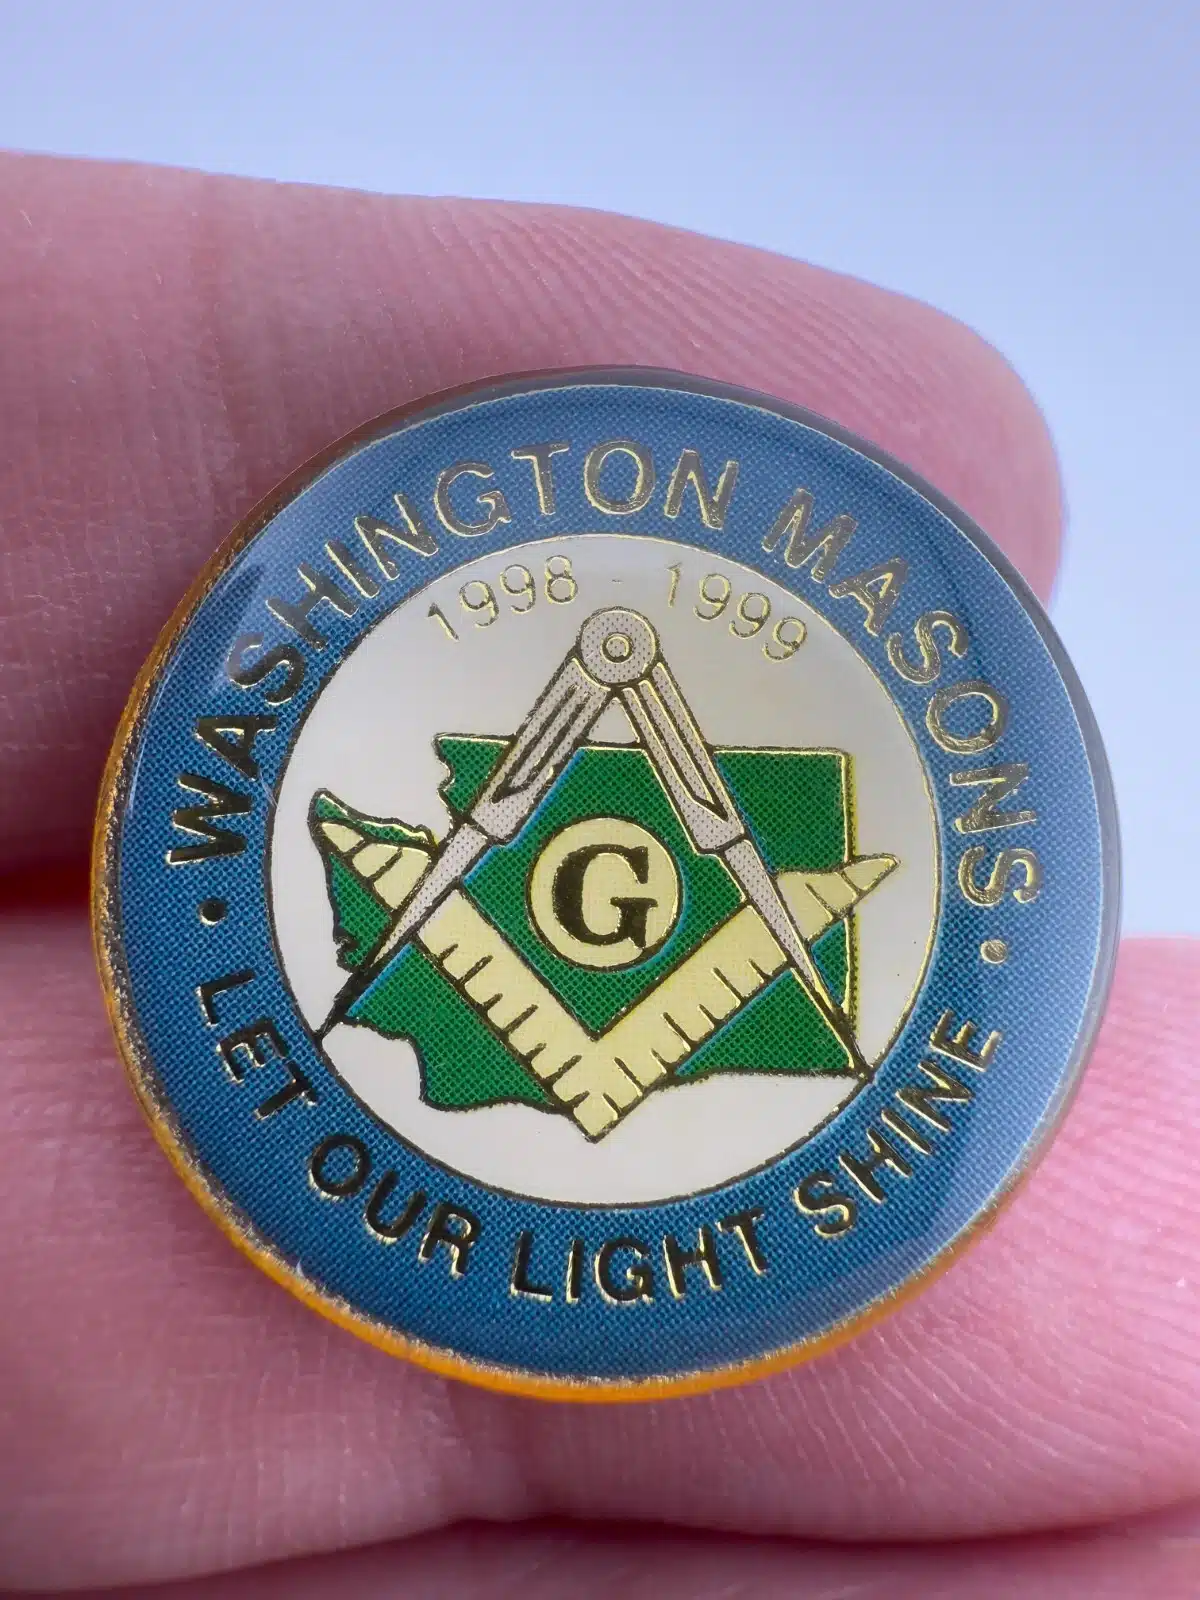 WASHINGTON MASONS
1998 - 1999
G
• LET OUR LIGHT SHINE •